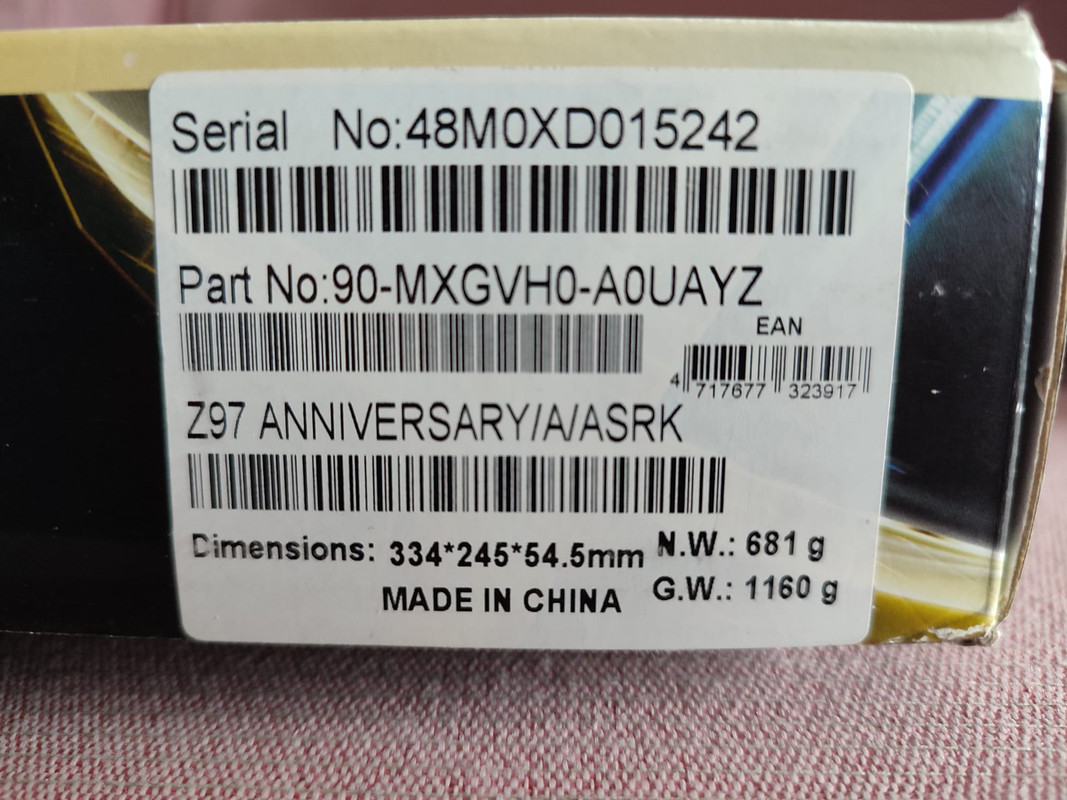 Serial No:48M0XD015242
Part No:90-MXGVH0-A0UAYZ
EAN
4 717677 323917
Z97 ANNIVERSARY/A/ASRK
Dimensions: 334*245*54.5mm
N.W.: 681 g
MADE IN CHINA
G.W.: 1160 g